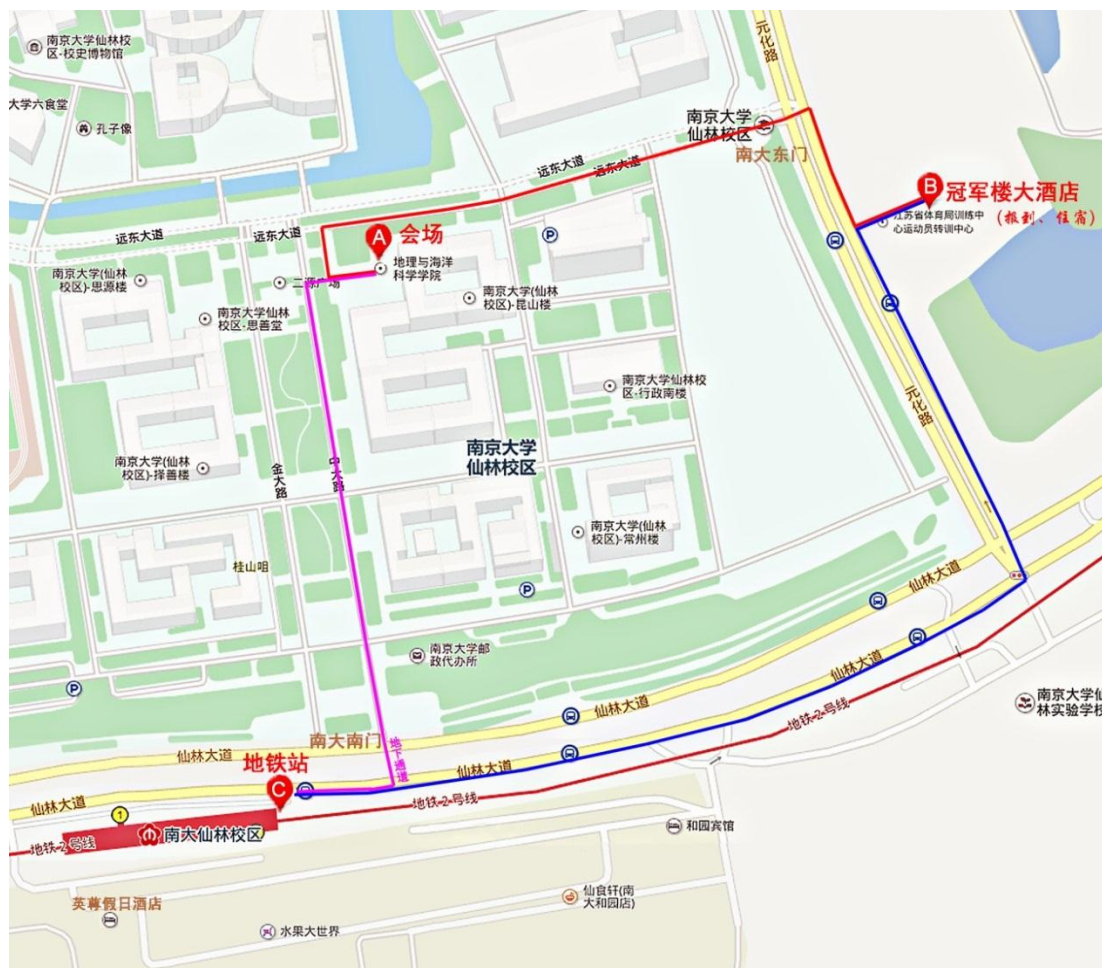 南京大学仙林校
区-校史博物馆
大学六食堂
孔子像
元化路
南京大学
仙林校区
南大东门
远东大道
远东大道
远东大道
远东大道
B
冠军楼大酒店
(报到、住宿)
江苏省体育局训练中
心运动员转训中心
A
会场
地理与海洋
科学学院
P
南京大学(仙林
校区)-思源楼
二源广场
南京大学仙林
校区-思善堂
南京大学(仙林
校区)-昆山楼
南京大学仙林校
区-行政南楼
元化路
南京大学
仙林校区
南京大学(仙林
校区)-择善楼
金大路
中大路
南京大学(仙林
校区)-常州楼
桂山咀
P
仙林大道
南京大学邮
政代办所
仙林大道
P
南京大学仙
林实验学校
仙林大道
地铁2号线
南大南门
地下通道
仙林大道
仙林大道
地铁站
C
仙林大道
地铁2号线
1
南大仙林校区
地铁2号线
和园宾馆
英尊假日酒店
仙食轩(南
大和园店)
水果大世界